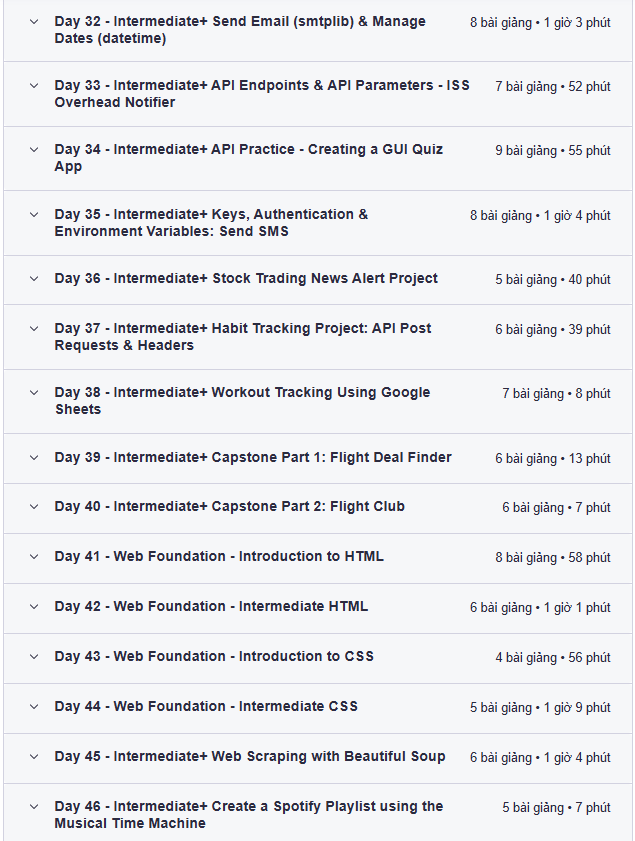 Day 32 - Intermediate+ Send Email (smtplib) & Manage
Dates (datetime)
8 bài giảng • 1 giờ 3 phút
Day 33 - Intermediate+ API Endpoints & API Parameters - ISS
Overhead Notifier
7 bài giảng • 52 phút
Day 34 - Intermediate+ API Practice - Creating a GUI Quiz
App
9 bài giảng • 55 phút
Day 35 - Intermediate+ Keys, Authentication &
Environment Variables: Send SMS
8 bài giảng • 1 giờ 4 phút
Day 36 - Intermediate+ Stock Trading News Alert Project
5 bài giảng • 40 phút
Day 37 - Intermediate+ Habit Tracking Project: API Post
Requests & Headers
6 bài giảng • 39 phút
Day 38 - Intermediate+ Workout Tracking Using Google
Sheets
7 bài giảng • 8 phút
Day 39 - Intermediate+ Capstone Part 1: Flight Deal Finder
6 bài giảng • 13 phút
Day 40 - Intermediate+ Capstone Part 2: Flight Club
6 bài giảng • 7 phút
Day 41 - Web Foundation - Introduction to HTML
8 bài giảng • 58 phút
Day 42 - Web Foundation - Intermediate HTML
6 bài giảng • 1 giờ 1 phút
Day 43 - Web Foundation - Introduction to CSS
4 bài giảng • 56 phút
Day 44 - Web Foundation - Intermediate CSS
5 bài giảng • 1 giờ 9 phút
Day 45 - Intermediate+ Web Scraping with Beautiful Soup
6 bài giảng • 1 giờ 4 phút
Day 46 - Intermediate+ Create a Spotify Playlist using the
Musical Time Machine
5 bài giảng • 7 phút